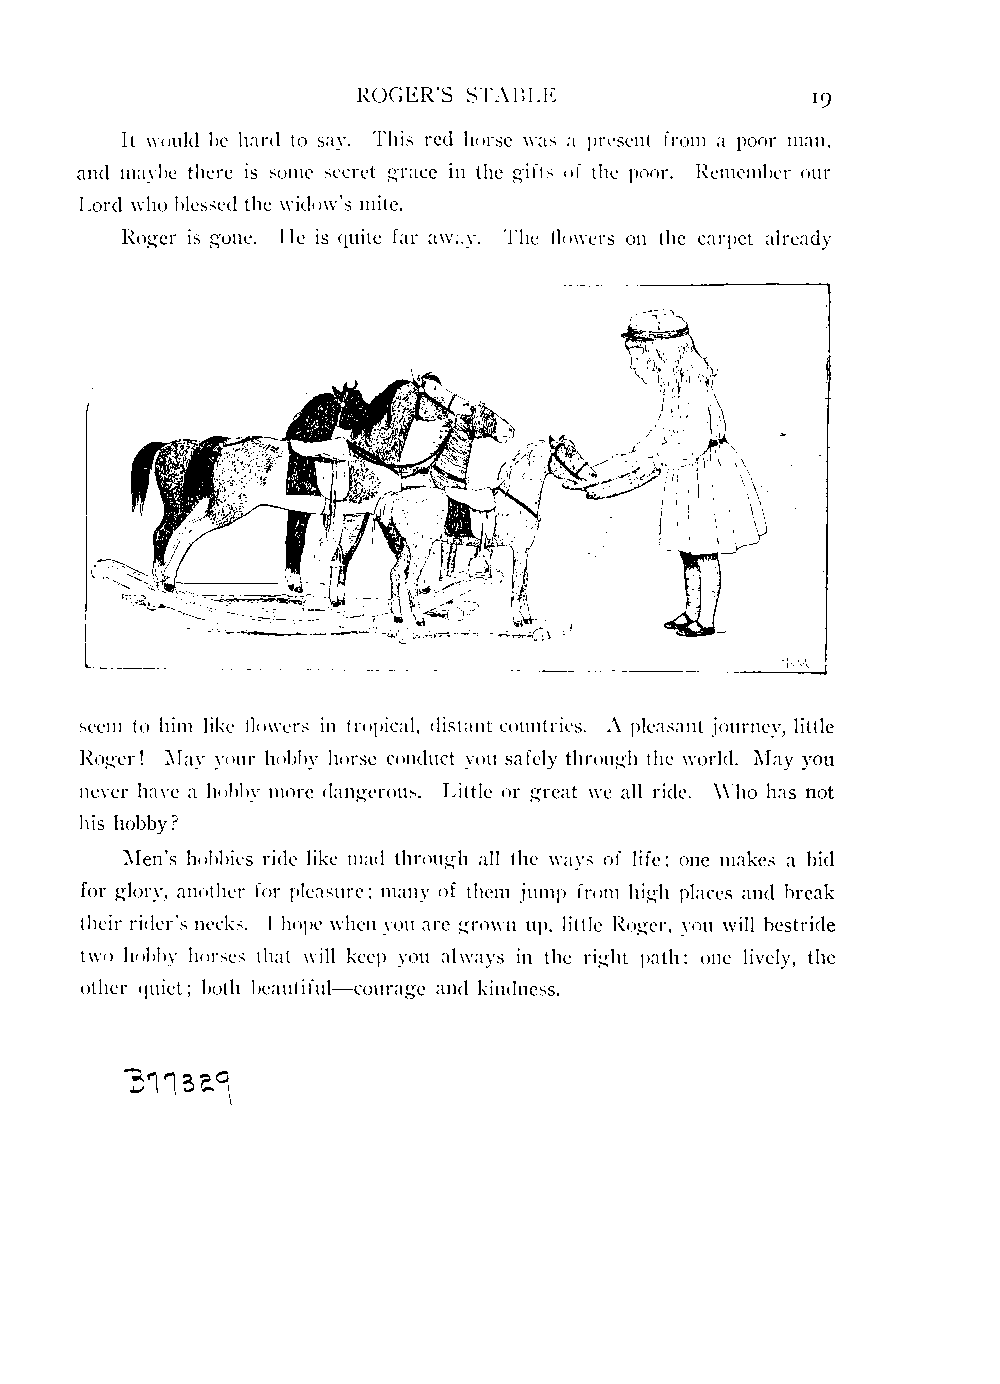 ROGER'S STABLE 19
It would be hard to say. This red horse was a present from a poor man,
and maybe there is some secret grace in the gifts of the poor. Remember our
Lord who blessed the widow's mite.
Roger is gone. He is quite far away. The flowers on the carpet already
seem to him like flowers in tropical, distant countries. A pleasant journey, little
Roger! May your hobby horse conduct you safely through the world. May you
never have a hobby more dangerous. Little or great we all ride. Who has not
his hobby?
Men's hobbies ride like mad through all the ways of life; one makes a bid
for glory, another for pleasure; many of them jump from high places and break
their rider's necks. I hope when you are grown up, little Roger, you will bestride
two hobby horses that will keep you always in the right path: one lively, the
other quiet; both beautiful—courage and kindness.
B77329